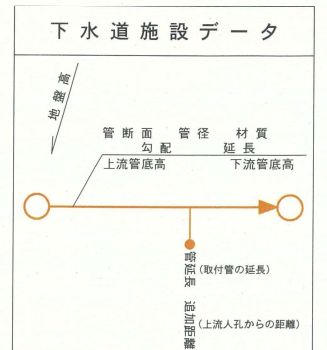 下水道施設データ
地盤高
管断面 管径 材質
勾配 延長
上流管底高 下流管底高
管延長 (取付管の延長)
追加距離 (上流人孔からの距離)